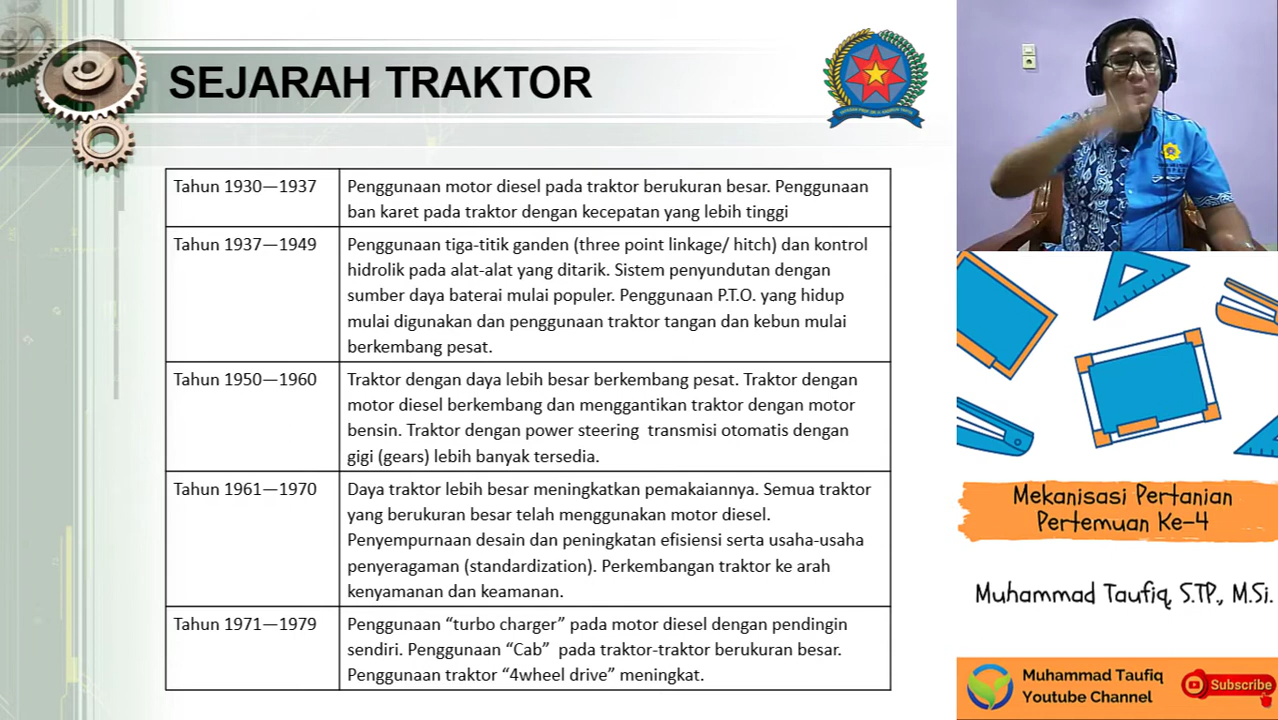 SEJARAH TRAKTOR
Tahun 1930—1937
Penggunaan motor diesel pada traktor berukuran besar. Penggunaan
ban karet pada traktor dengan kecepatan yang lebih tinggi
Tahun 1937—1949
Penggunaan tiga-titik ganden (three point linkage/ hitch) dan kontrol
hidrolik pada alat-alat yang ditarik. Sistem penyundutan dengan
sumber daya baterai mulai populer. Penggunaan P.T.O. yang hidup
mulai digunakan dan penggunaan traktor tangan dan kebun mulai
berkembang pesat.
Tahun 1950—1960
Traktor dengan daya lebih besar berkembang pesat. Traktor dengan
motor diesel berkembang dan menggantikan traktor dengan motor
bensin. Traktor dengan power steering transmisi otomatis dengan
gigi (gears) lebih banyak tersedia.
Tahun 1961—1970
Daya traktor lebih besar meningkatkan pemakaiannya. Semua traktor
yang berukuran besar telah menggunakan motor diesel.
Penyempurnaan desain dan peningkatan efisiensi serta usaha-usaha
penyeragaman (standardization). Perkembangan traktor ke arah
kenyamanan dan keamanan.
Tahun 1971—1979
Penggunaan “turbo charger” pada motor diesel dengan pendingin
sendiri. Penggunaan “Cab” pada traktor-traktor berukuran besar.
Penggunaan traktor “4wheel drive” meningkat.
Mekanisasi Pertanian
Pertemuan Ke-4
Muhammad Taufiq, S.TP., M.Si.
Muhammad Taufiq
Youtube Channel
Subscribe